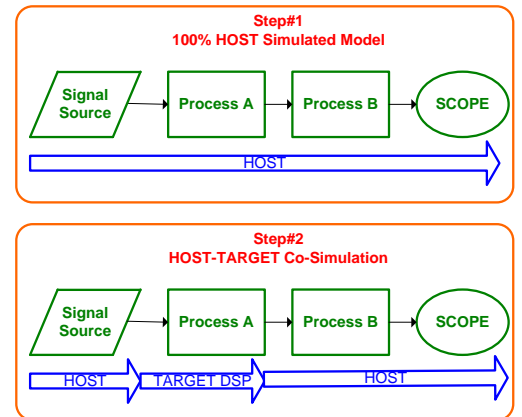 Step#1
100% HOST Simulated Model
Signal
Source
Process A
Process B
SCOPE
HOST
Step#2
HOST-TARGET Co-Simulation
Signal
Source
Process A
Process B
SCOPE
HOST
TARGET DSP
HOST